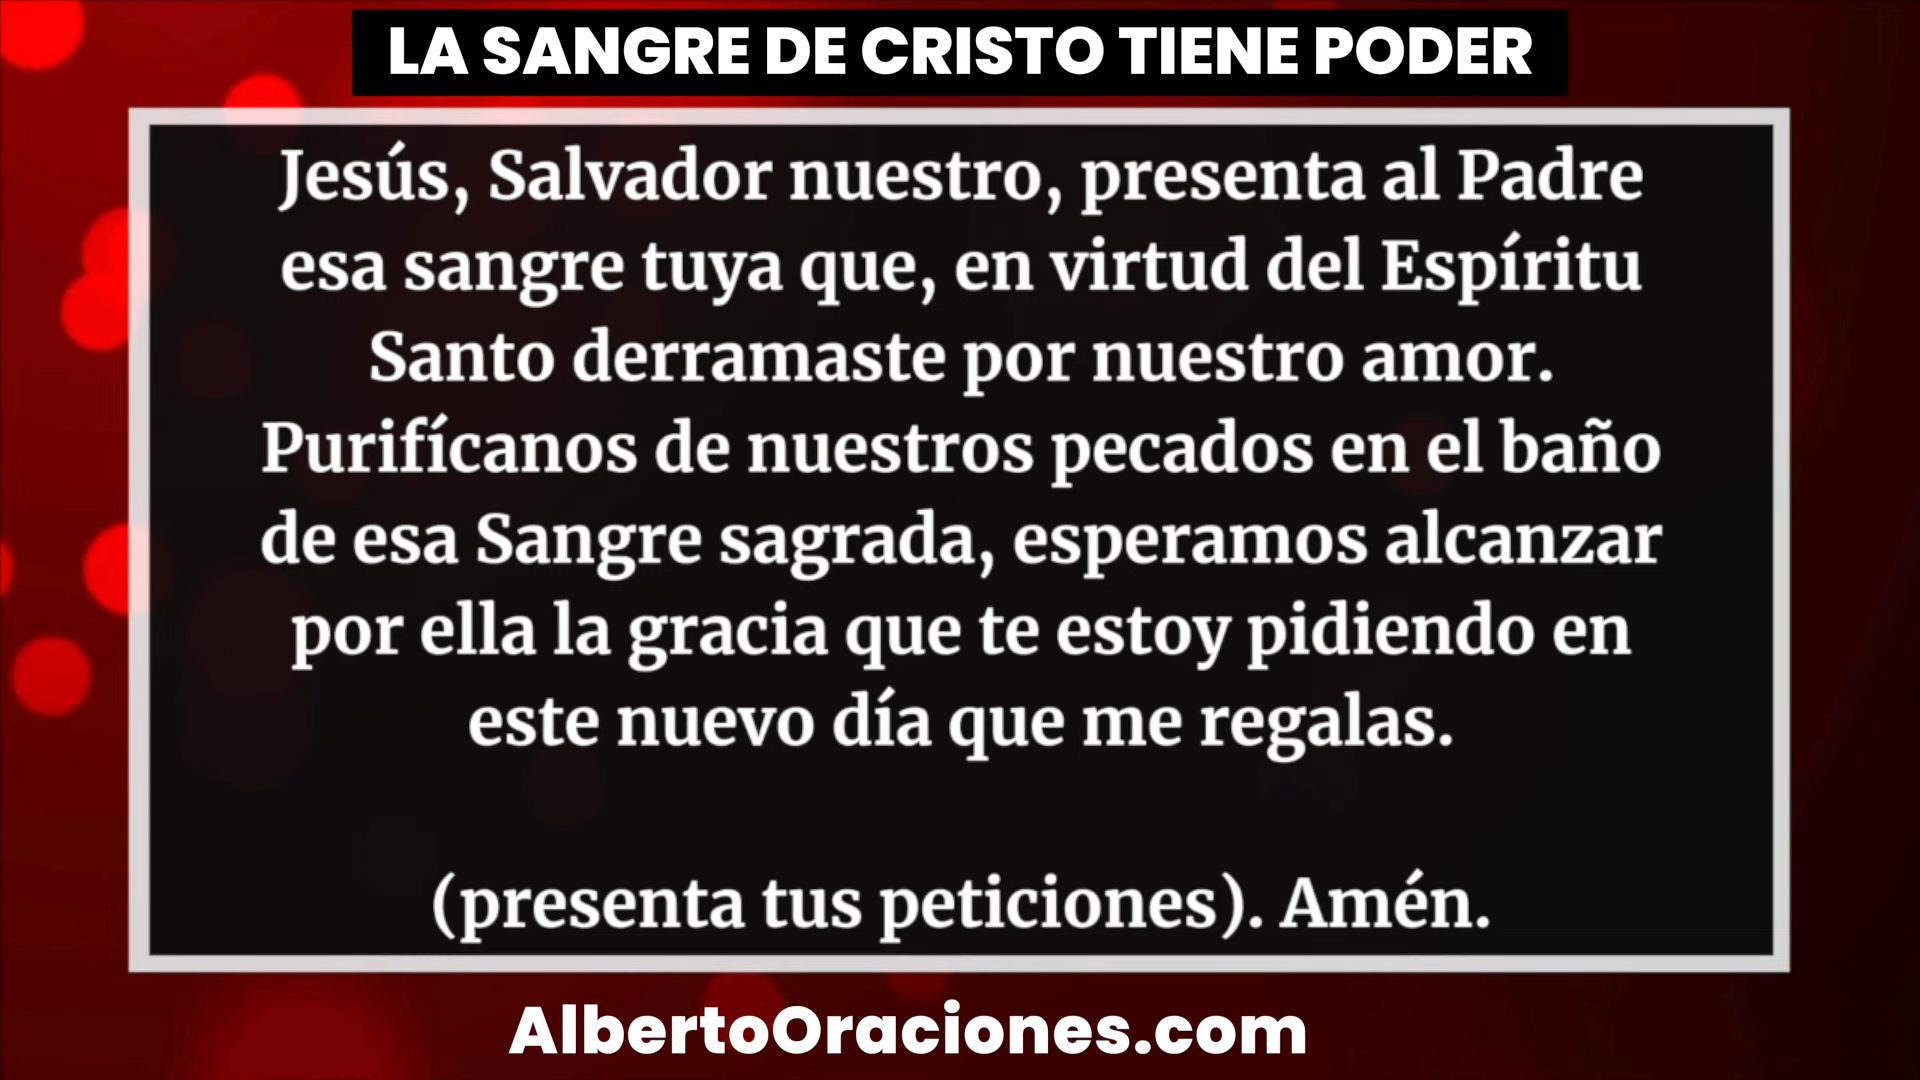 LA SANGRE DE CRISTO TIENE PODER
Jesús, Salvador nuestro, presenta al Padre
esa sangre tuya que, en virtud del Espíritu
Santo derramaste por nuestro amor.
Purifícanos de nuestros pecados en el baño
de esa Sangre sagrada, esperamos alcanzar
por ella la gracia que te estoy pidiendo en
este nuevo día que me regalas.
(presenta tus peticiones). Amén.
AlbertoOraciones.com